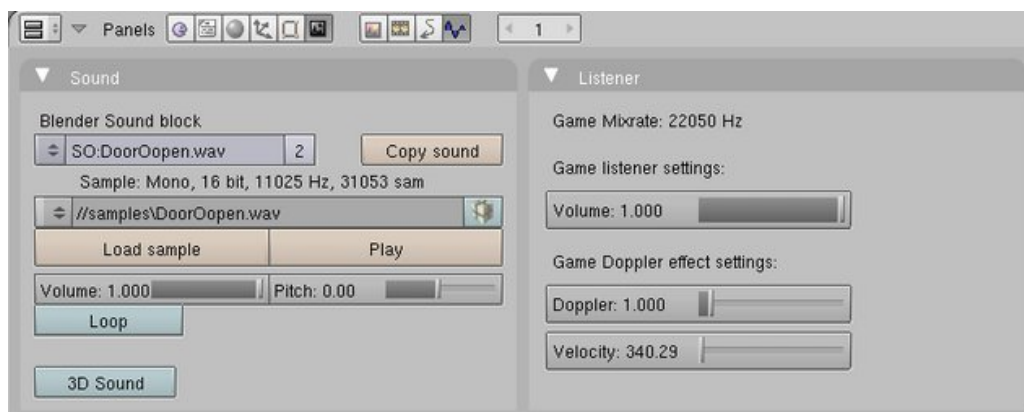 Panels
1
Sound
Blender Sound block
SO:DoorOopen.wav 2 Copy sound
Sample: Mono, 16 bit, 11025 Hz, 31053 sam
//samples\DoorOopen.wav
Load sample Play
Volume: 1.000 Pitch: 0.00
Loop
3D Sound
Listener
Game Mixrate: 22050 Hz
Game listener settings:
Volume: 1.000
Game Doppler effect settings:
Doppler: 1.000
Velocity: 340.29